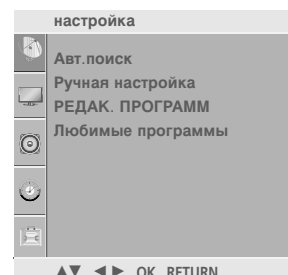 настройка
Авт.поиск
Ручная настройка
РЕДАК. ПРОГРАММ
Любимые программы
▲▼ ◄► OK RETURN